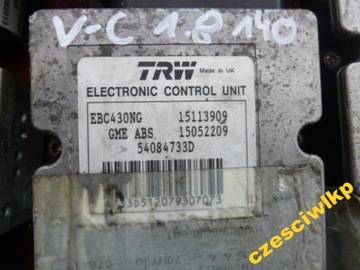 V-C 1.8 140
TRW Made in UK
ELECTRONIC CONTROL UNIT
EBC430NG 15113909
GME ABS 15052209
54084733D
czesciwlkp